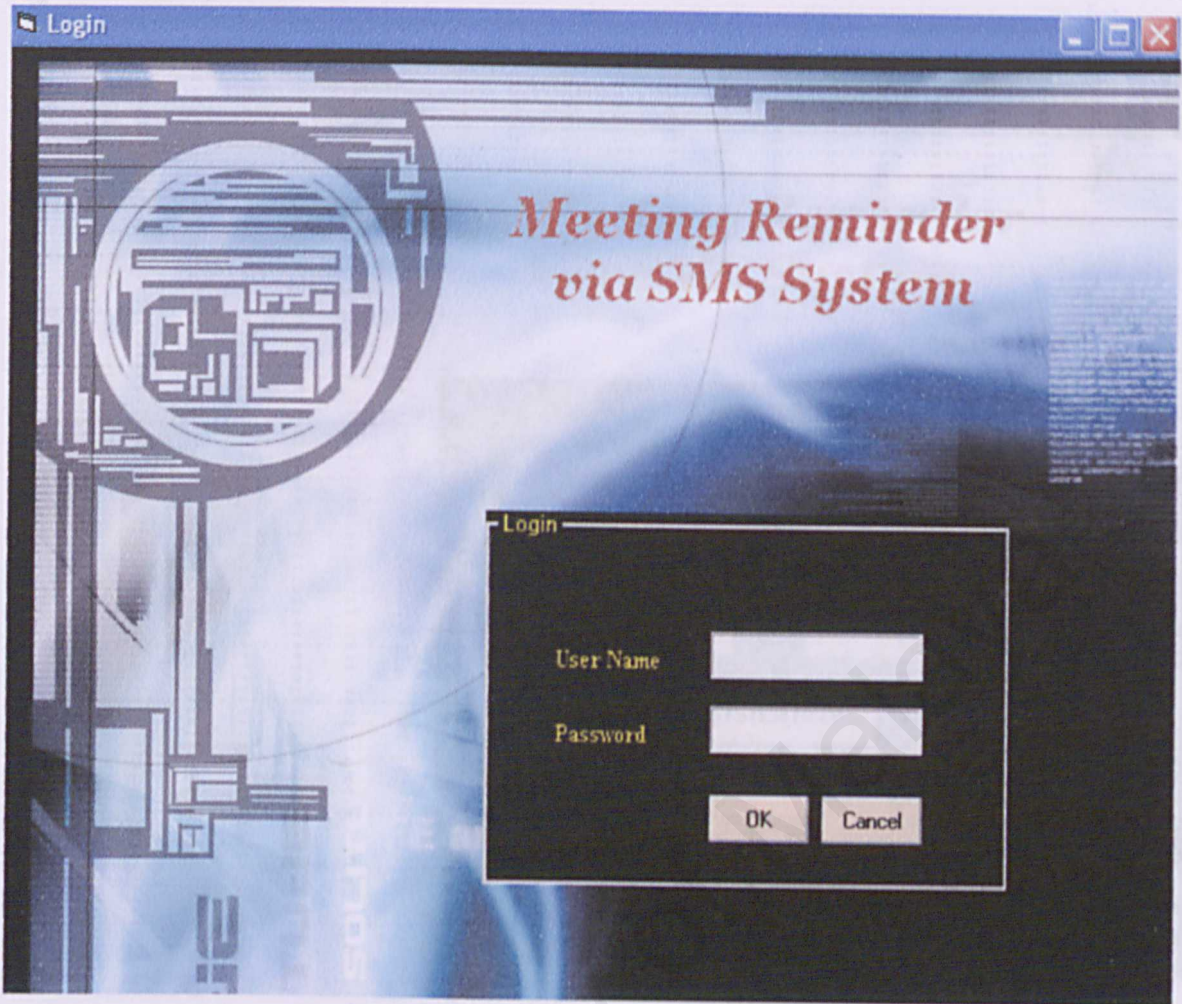 Login
Meeting Reminder
via SMS System
Login
User Name
Password
OK
Cancel